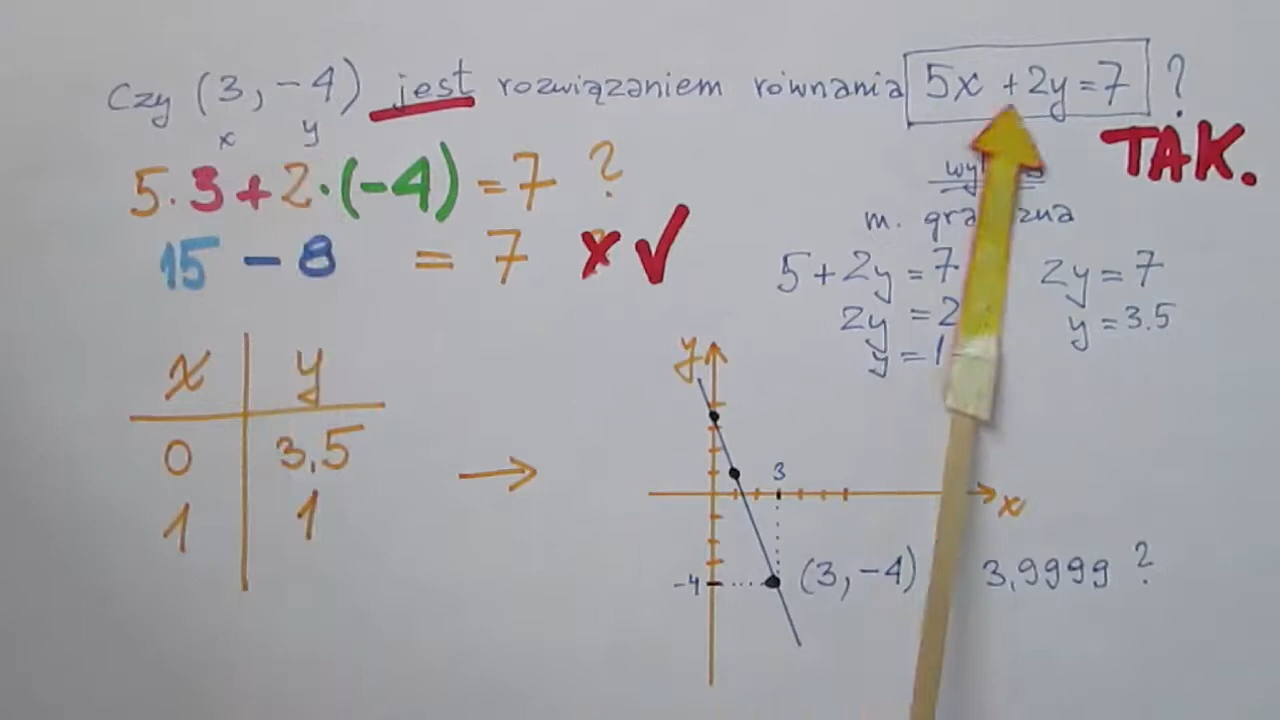 Czy (3, -4) jest rozwiązaniem równania 5x + 2y = 7 ?
x y
TAK.
5 · 3 + 2 · (-4) = 7 ?
15 - 8 = 7 x ✓
m.
5 + 2y = 7
2y = 2
y = 1
2y = 7
y = 3.5
x y
0 3,5
1 1
→
y
3
x
-4
(3, -4)
3,9999 ?